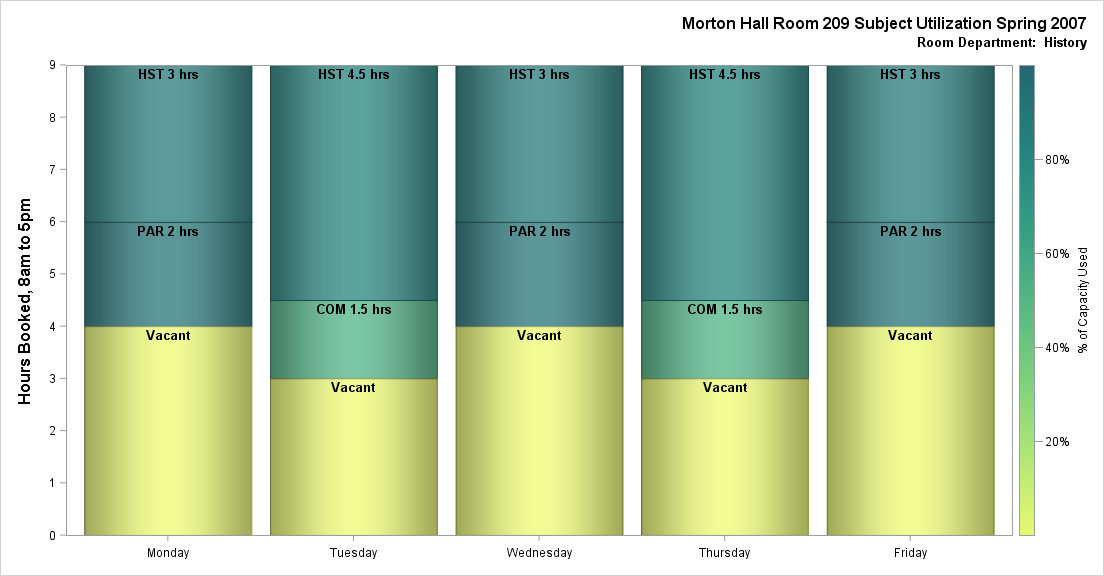 Morton Hall Room 209 Subject Utilization Spring 2007
Room Department:  History
Hours Booked, 8am to 5pm
9
8
7
6
5
4
3
2
1
0
HST 3 hrs
PAR 2 hrs
Vacant
HST 4.5 hrs
COM 1.5 hrs
Vacant
HST 3 hrs
PAR 2 hrs
Vacant
HST 4.5 hrs
COM 1.5 hrs
Vacant
HST 3 hrs
PAR 2 hrs
Vacant
Monday
Tuesday
Wednesday
Thursday
Friday
80%
60%
40%
20%
% of Capacity Used